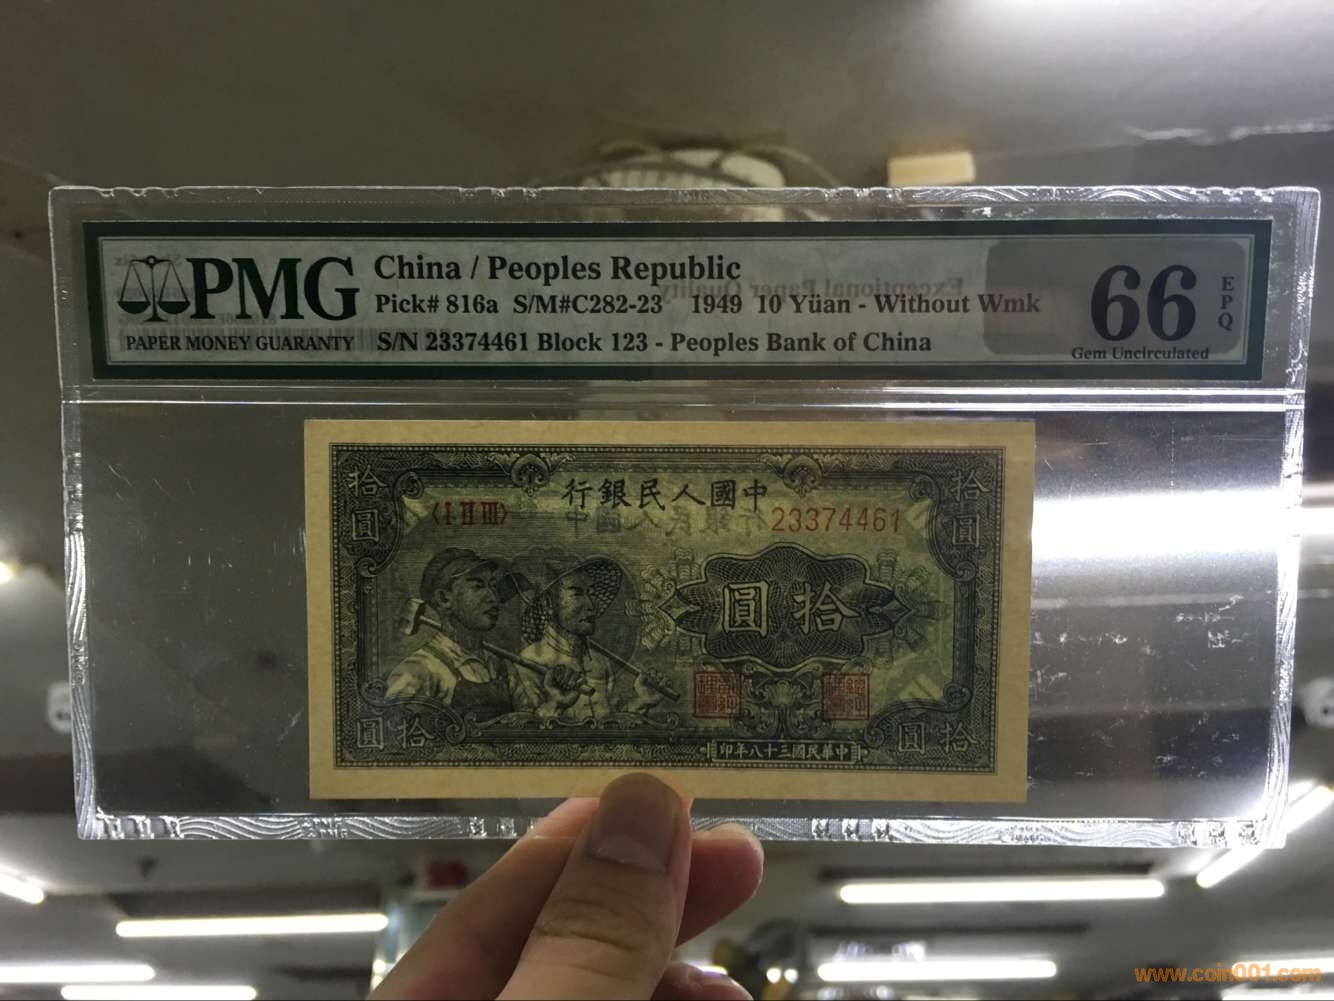 PMG
PAPER MONEY GUARANTY
China / Peoples Republic
Pick# 816a S/M#C282-23 1949 10 Yüan - Without Wmk
S/N 23374461 Block 123 - Peoples Bank of China
66
EPQ
Gem Uncirculated
Exceptional Paper Quality
行銀民人國中
拾圓
拾圓
〈I II III〉
23374461
圓拾
圓拾
圓拾
印年八十三國民華中
www.coin001.com